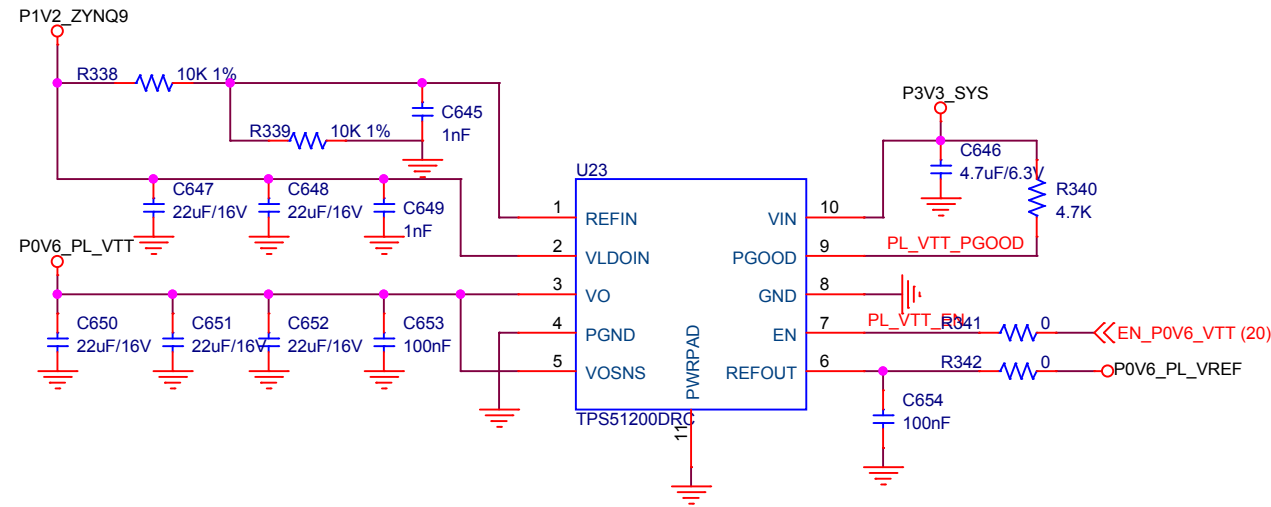 P1V2_ZYNQ9
R338 10K 1%
P3V3_SYS
C645
1nF
R339 10K 1%
C646
4.7uF/6.3V
U23
R340
4.7K
C647
22uF/16V
C648
22uF/16V
C649
1nF
1 REFIN
VIN 10
P0V6_PL_VTT
2 VLDOIN
PGOOD 9
PL_VTT_PGOOD
3 VO
GND 8
C650
22uF/16V
C651
22uF/16V
C652
22uF/16V
C653
100nF
4 PGND
EN 7
PL_VTT_EN
R341 0
EN_P0V6_VTT (20)
5 VOSNS
PWRPAD
REFOUT 6
R342 0
P0V6_PL_VREF
C654
100nF
TPS51200DRC
11